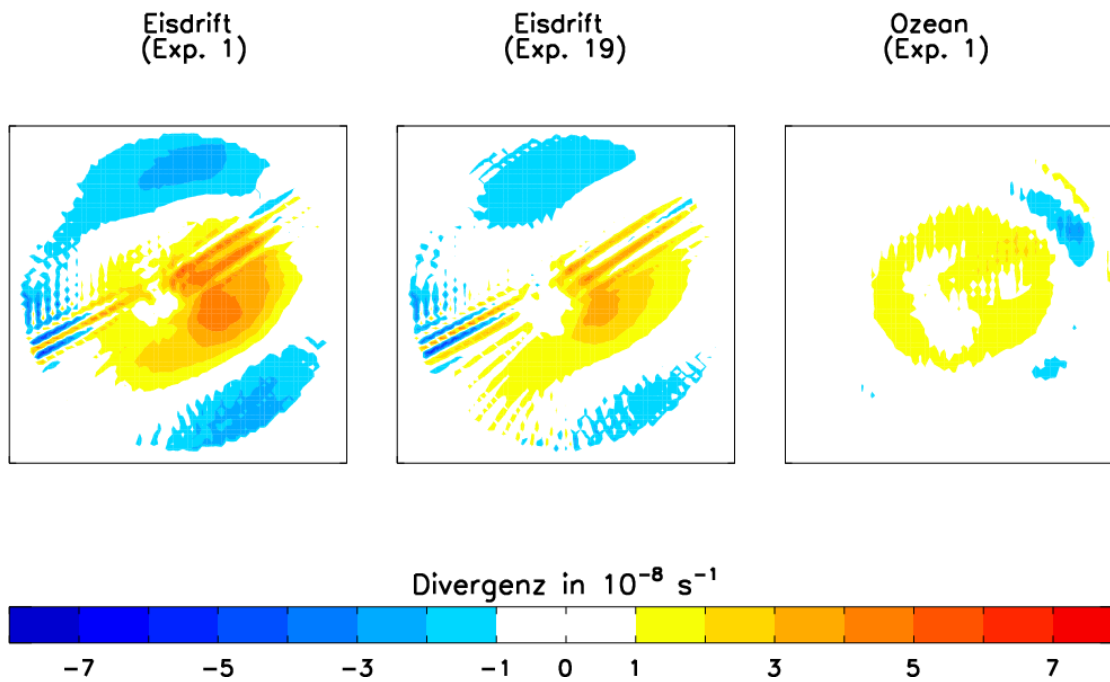 Eisdrift
(Exp. 1)
Eisdrift
(Exp. 19)
Ozean
(Exp. 1)
Divergenz in 10⁻⁸ s⁻¹
−7 −5 −3 −1 0 1 3 5 7